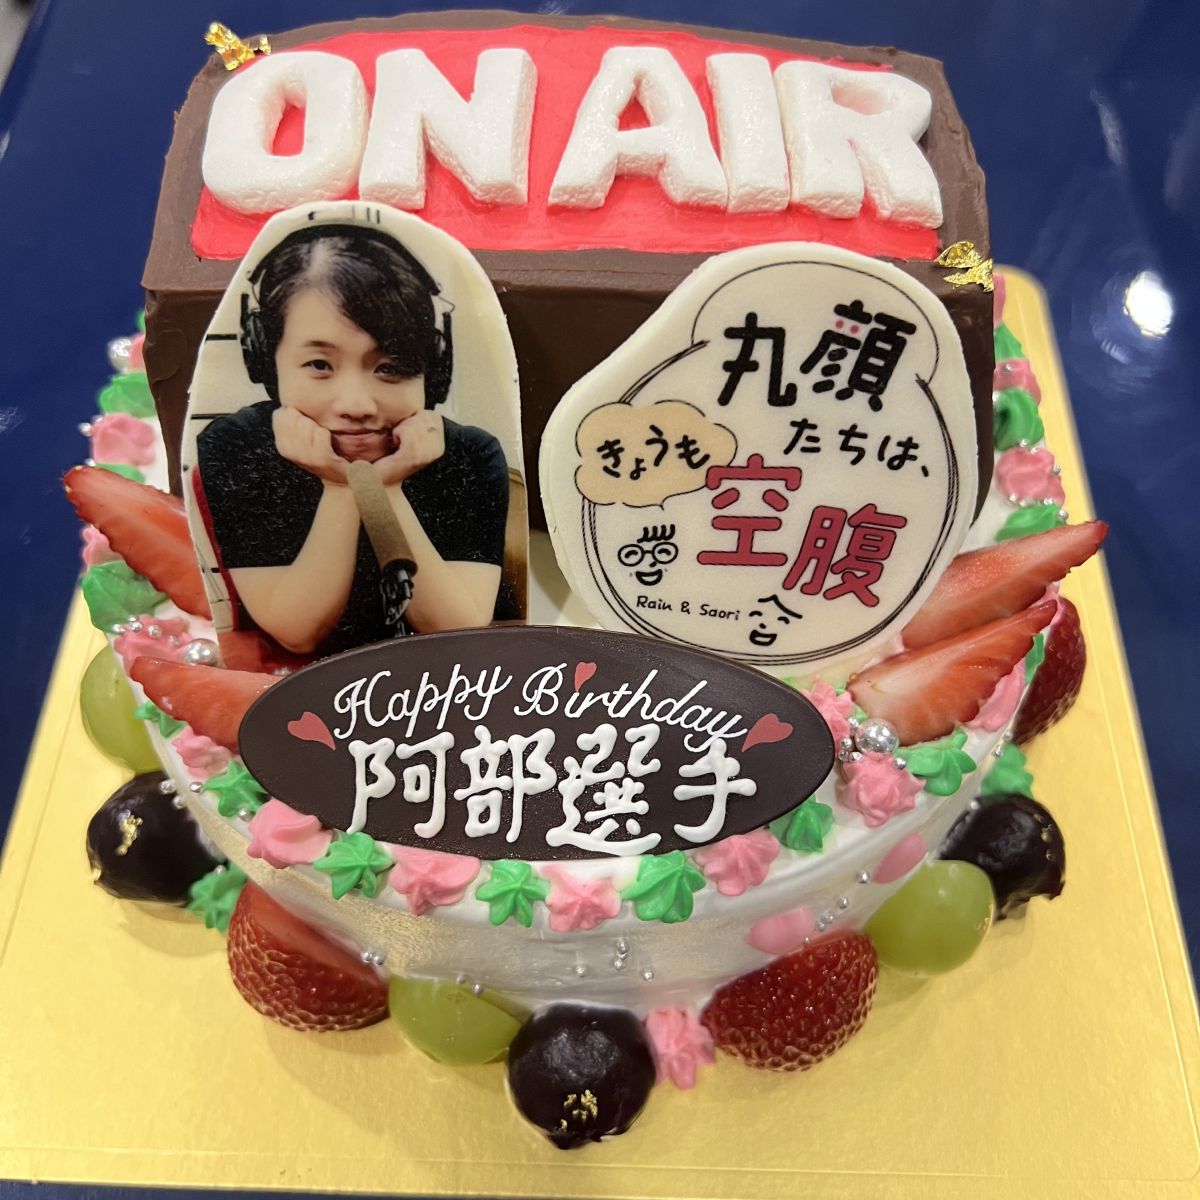 ON AIR
丸顔
たちは、
きょうも
空腹
Rain & Saori
Happy Birthday
阿部選手